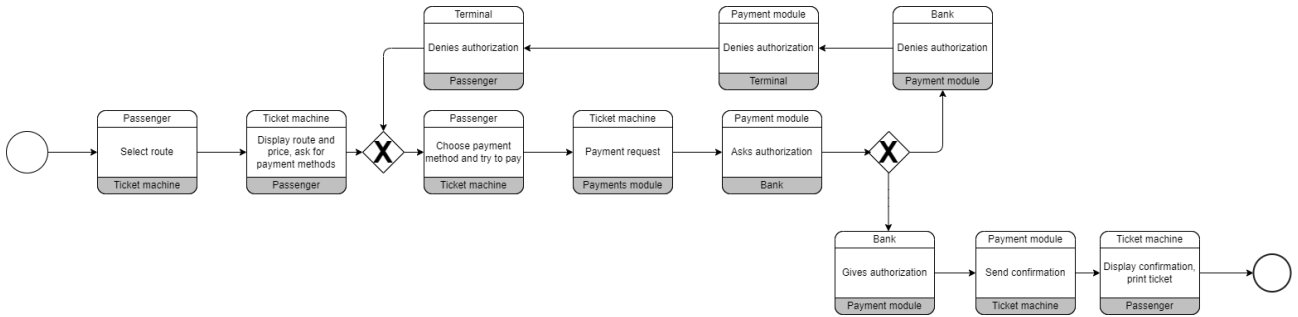 Terminal
Denies authorization
Passenger
Payment module
Denies authorization
Terminal
Bank
Denies authorization
Payment module
Passenger
Select route
Ticket machine
Ticket machine
Display route and
price, ask for
payment methods
Passenger
X
Passenger
Choose payment
method and try to pay
Ticket machine
Ticket machine
Payment request
Payments module
Payment module
Asks authorization
Bank
X
Bank
Gives authorization
Payment module
Payment module
Send confirmation
Ticket machine
Ticket machine
Display confirmation,
print ticket
Passenger